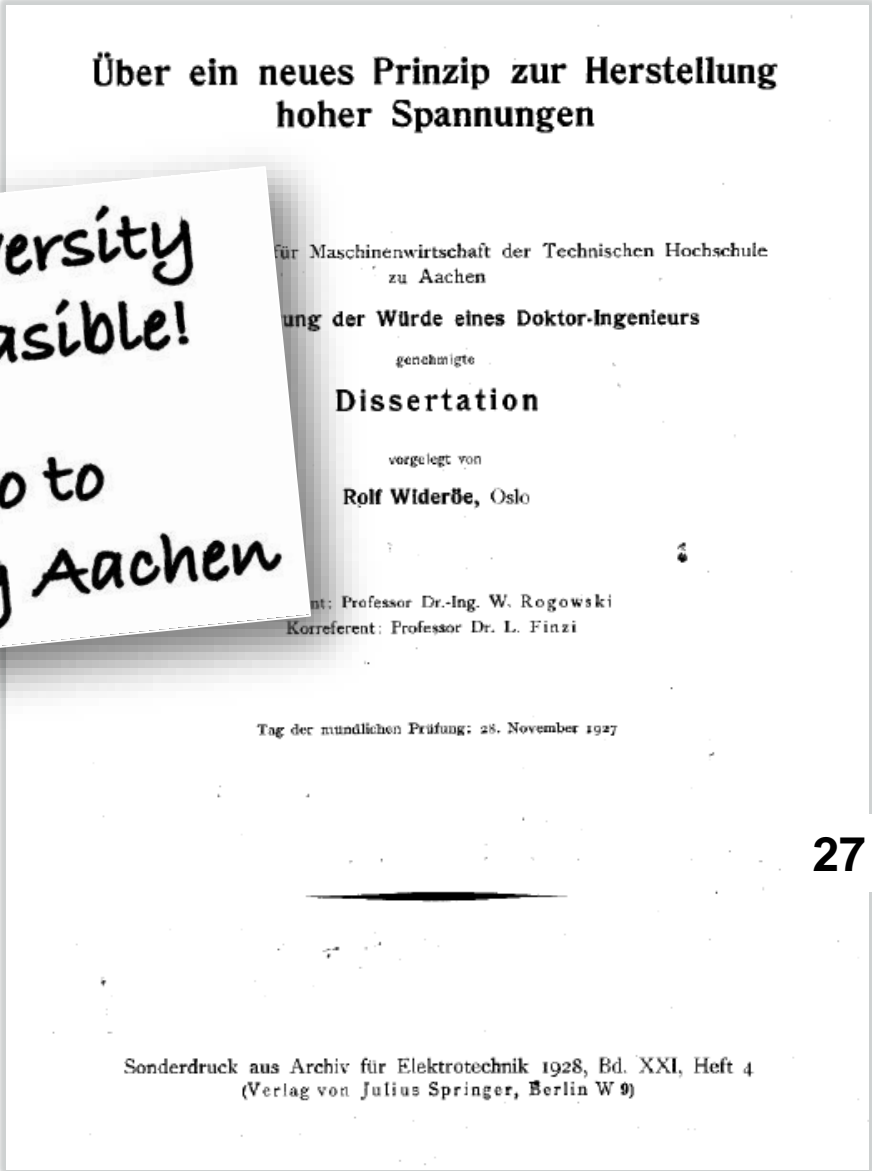 Über ein neues Prinzip zur Herstellung
hoher Spannungen
für Maschinenwirtschaft der Technischen Hochschule
zu Aachen
ung der Würde eines Doktor-Ingenieurs
genehmigte
Dissertation
vorgelegt von
Rolf Wideröe, Oslo
nt: Professor Dr.-Ing. W. Rogowski
Korreferent: Professor Dr. L. Finzi
Tag der mündlichen Prüfung: 28. November 1927
Sonderdruck aus Archiv für Elektrotechnik 1928, Bd. XXI, Heft 4
(Verlag von Julius Springer, Berlin W 9)
ersity
asible!
o to
g Aachen
27